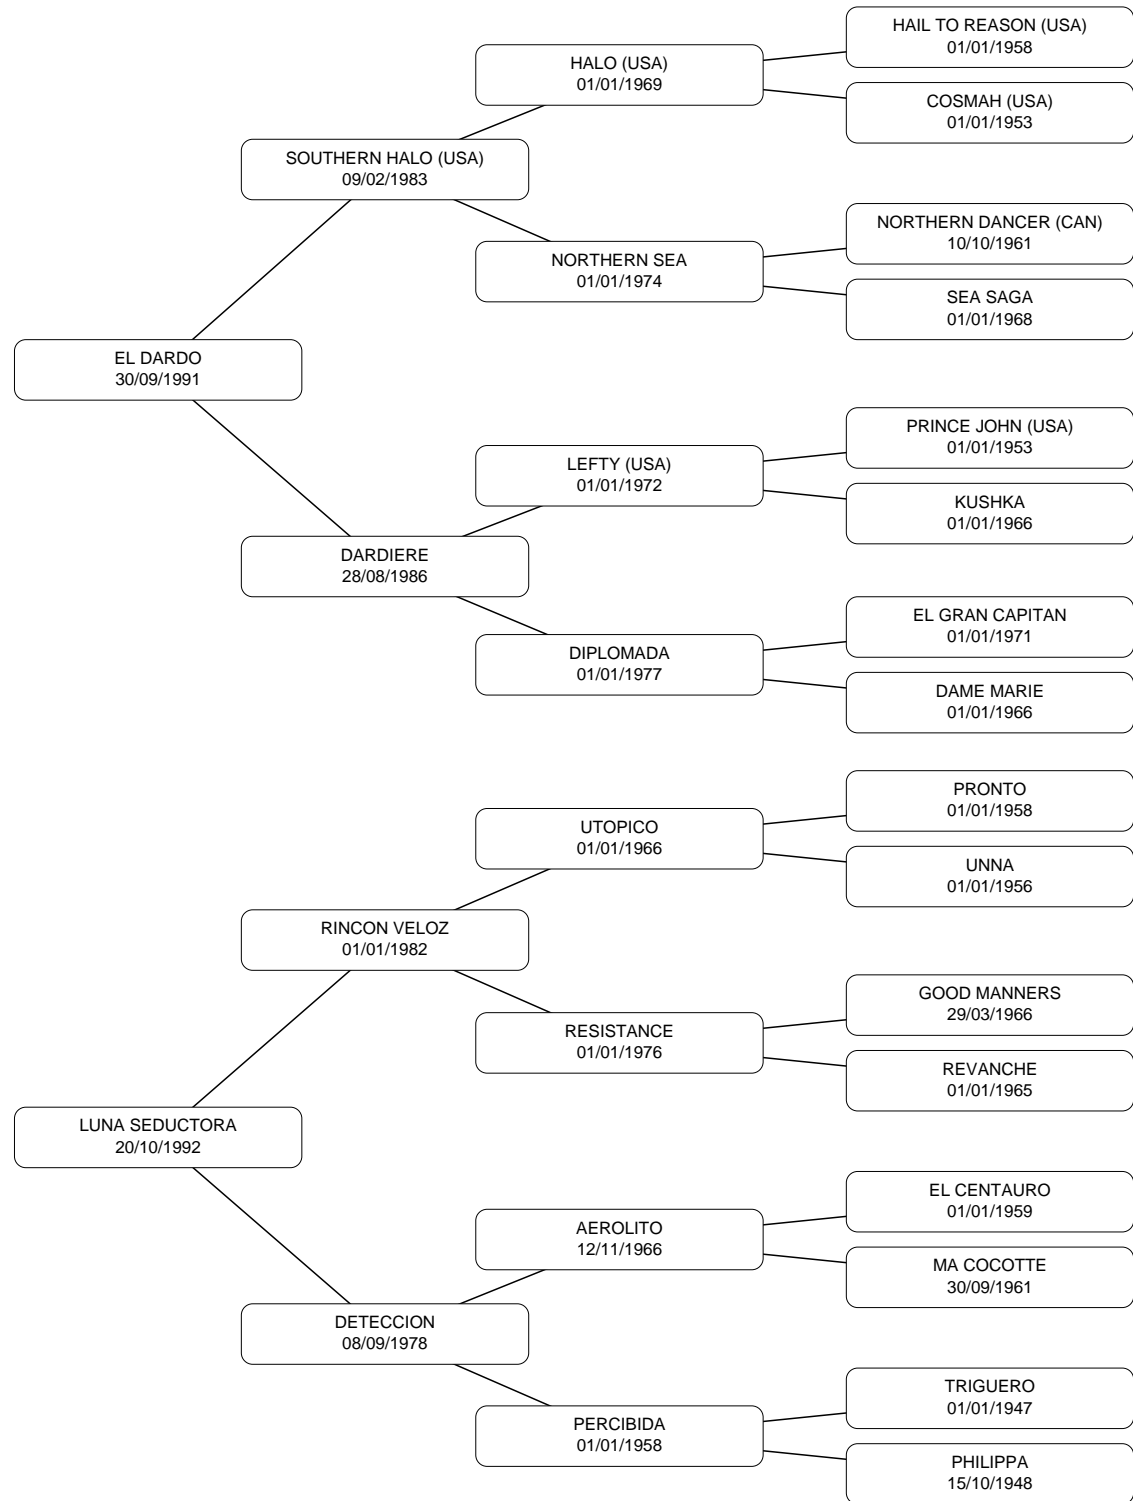 HAIL TO REASON (USA)
01/01/1958
HALO (USA)
01/01/1969
COSMAH (USA)
01/01/1953
SOUTHERN HALO (USA)
09/02/1983
NORTHERN DANCER (CAN)
10/10/1961
NORTHERN SEA
01/01/1974
SEA SAGA
01/01/1968
EL DARDO
30/09/1991
PRINCE JOHN (USA)
01/01/1953
LEFTY (USA)
01/01/1972
KUSHKA
01/01/1966
DARDIERE
28/08/1986
EL GRAN CAPITAN
01/01/1971
DIPLOMADA
01/01/1977
DAME MARIE
01/01/1966
PRONTO
01/01/1958
UTOPICO
01/01/1966
UNNA
01/01/1956
RINCON VELOZ
01/01/1982
GOOD MANNERS
29/03/1966
RESISTANCE
01/01/1976
REVANCHE
01/01/1965
LUNA SEDUCTORA
20/10/1992
EL CENTAURO
01/01/1959
AEROLITO
12/11/1966
MA COCOTTE
30/09/1961
DETECCION
08/09/1978
TRIGUERO
01/01/1947
PERCIBIDA
01/01/1958
PHILIPPA
15/10/1948